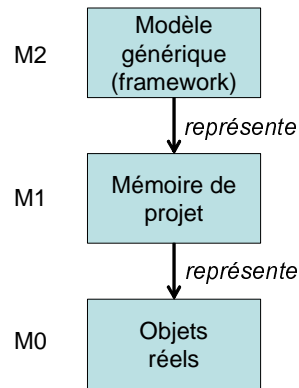 Modèle
M2
générique
(framework)
représente
M1
Mémoire de
projet
représente
M0
Objets
réels